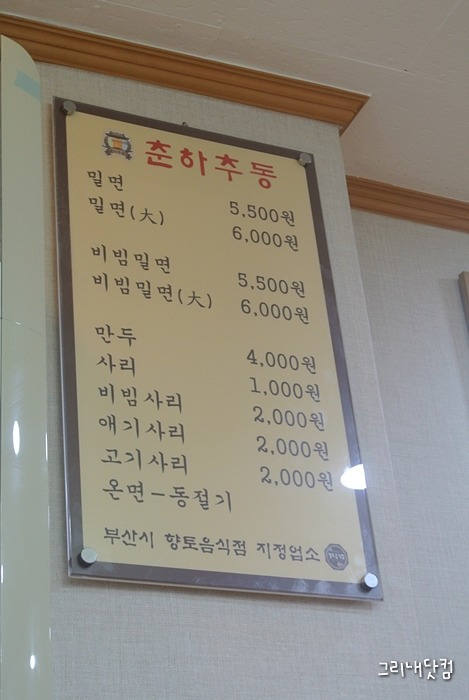 춘하추동
밀면 5,500원
밀면(大) 6,000원
비빔밀면 5,500원
비빔밀면(大) 6,000원
만두 4,000원
사리 1,000원
비빔사리 2,000원
애기사리 2,000원
고기사리 2,000원
온면-동절기
부산시 향토음식점 지정업소
그리내닷컴